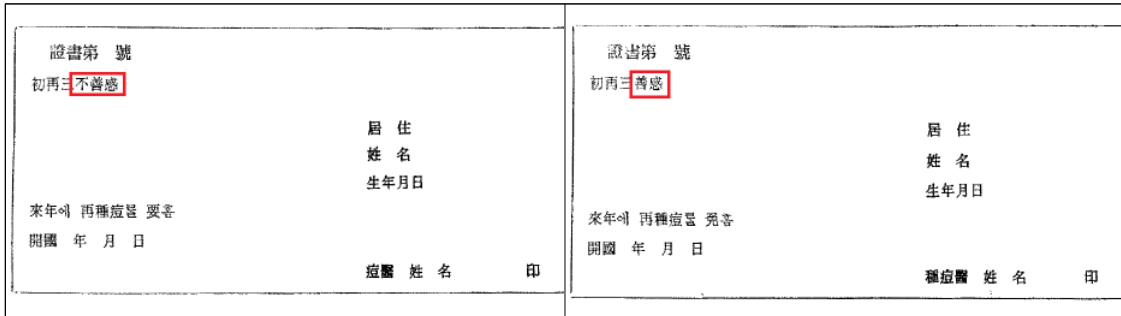 證書第 號
初再三不善感
居 住
姓 名
生年月日
來年에 再種痘를 要홈
開國 年 月 日
痘醫 姓 名 印
證書第 號
初再三善感
居 住
姓 名
生年月日
來年에 再種痘를 免홈
開國 年 月 日
種痘醫 姓 名 印